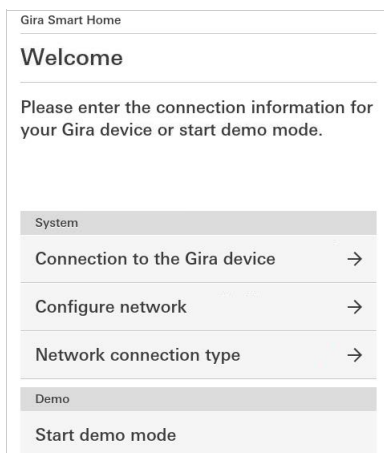 Gira Smart Home
Welcome
Please enter the connection information for
your Gira device or start demo mode.
System
Connection to the Gira device
Configure network
Network connection type
Demo
Start demo mode